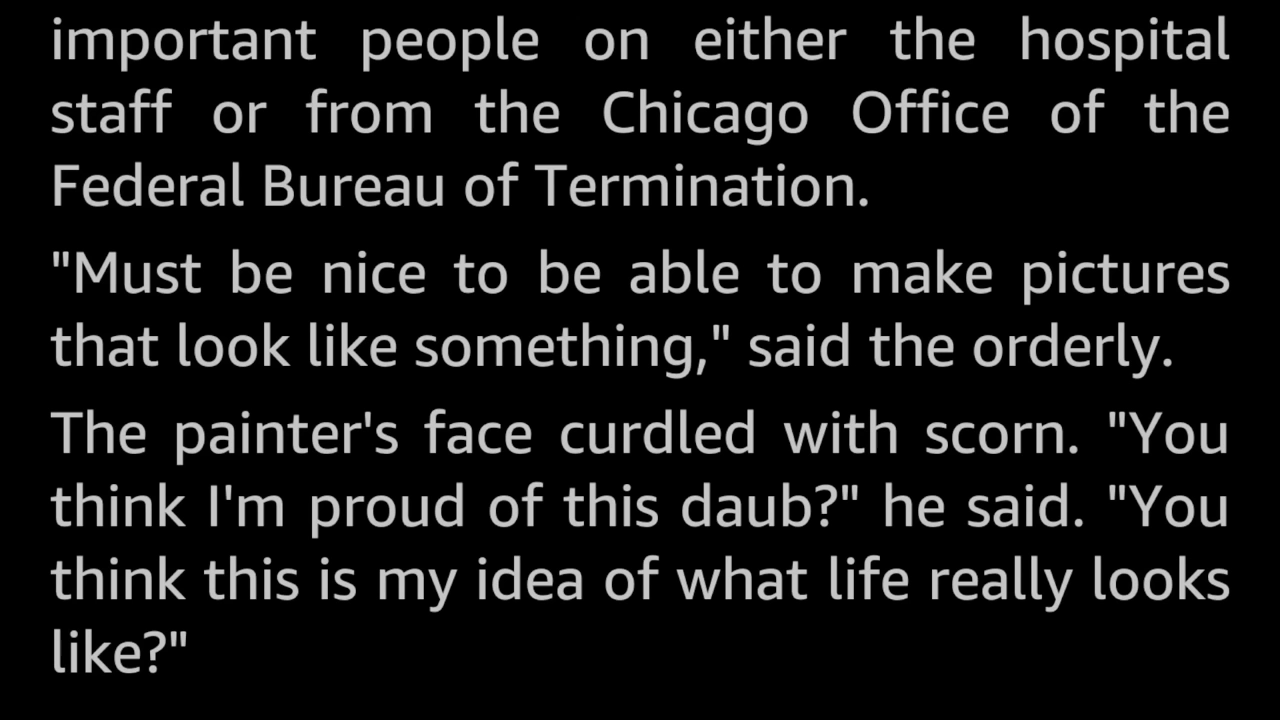 important people on either the hospital
staff or from the Chicago Office of the
Federal Bureau of Termination.
"Must be nice to be able to make pictures
that look like something," said the orderly.
The painter's face curdled with scorn. "You
think I'm proud of this daub?" he said. "You
think this is my idea of what life really looks
like?"